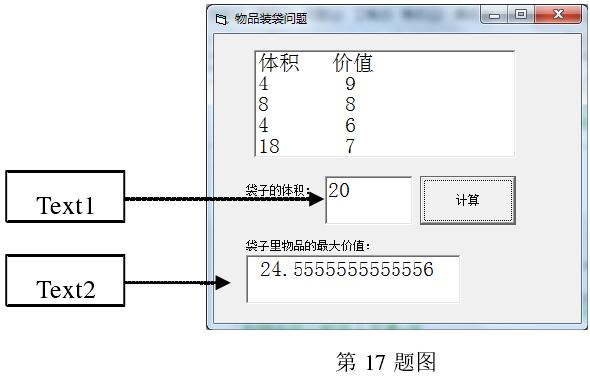 物品装袋问题
体积 价值
4 9
8 8
4 6
18 7
袋子的体积: 20 计算
Text1
袋子里物品的最大价值:
24.5555555555556
Text2
第 17 题图